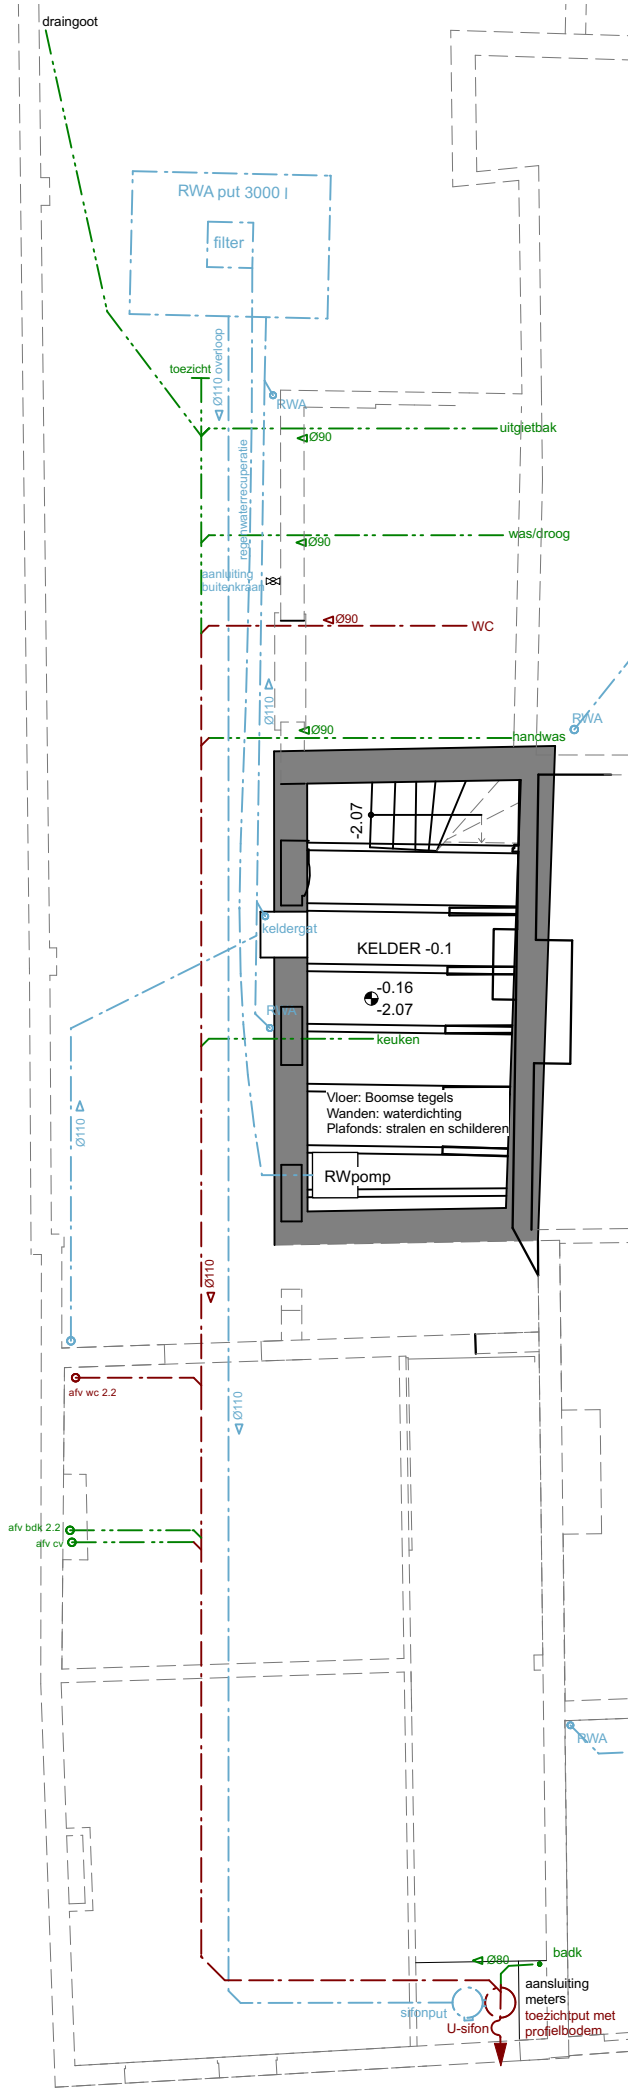 draingoot
RWA put 3000 l
filter
Ø110 overloop
toezicht
RWA
uitgietbak
Ø90
regenwaterrecuperatie
was/droog
Ø90
aanluiting
buitenkraan
Ø90
WC
Ø110
RWA
Ø90
handwas
-2.07
keldergat
KELDER -0.1
-0.16
-2.07
RWA
keuken
Ø110
Vloer: Boomse tegels
Wanden: waterdichting
Plafonds: stralen en schilderen
RWpomp
Ø110
afv wc 2.2
Ø110
afv bdk 2.2
afv cv
RWA
badk
Ø80
aansluiting
meters
toezichtput met
profielbodem
sifonput
U-sifon